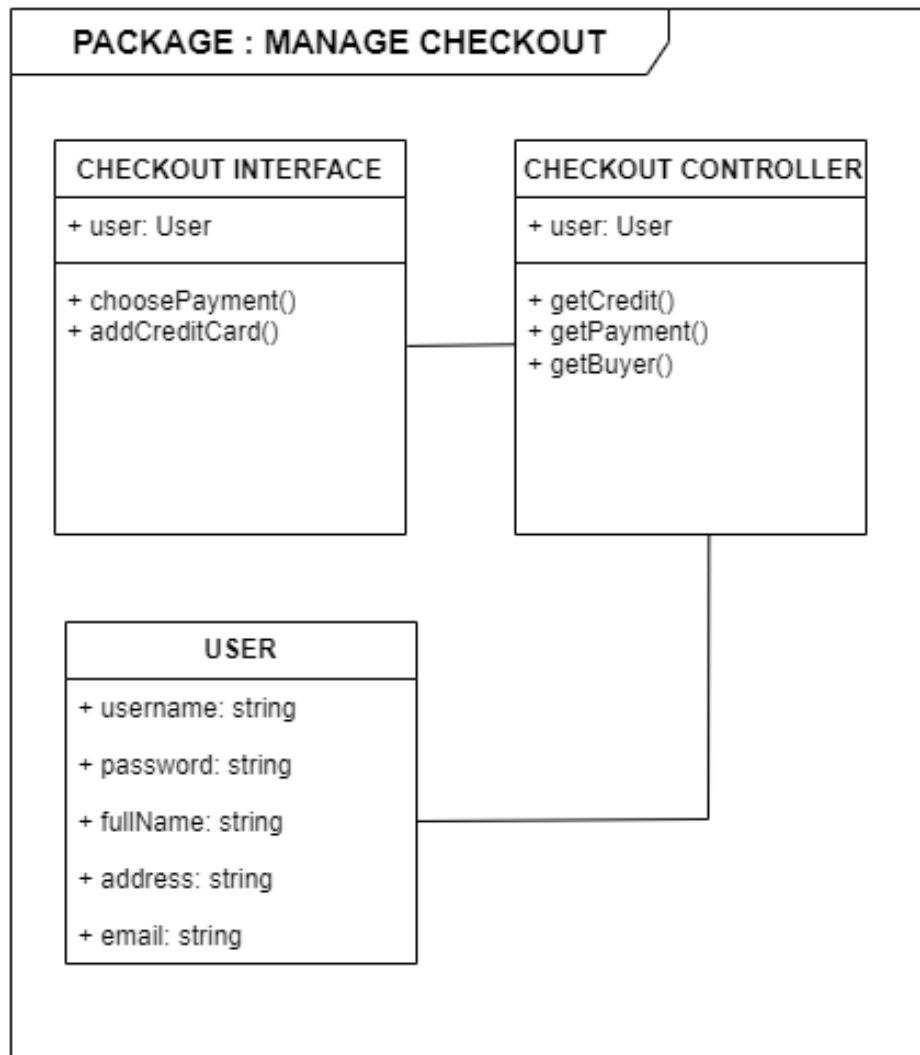 PACKAGE : MANAGE CHECKOUT
CHECKOUT INTERFACE
+ user: User
+ choosePayment()
+ addCreditCard()
CHECKOUT CONTROLLER
+ user: User
+ getCredit()
+ getPayment()
+ getBuyer()
USER
+ username: string
+ password: string
+ fullName: string
+ address: string
+ email: string